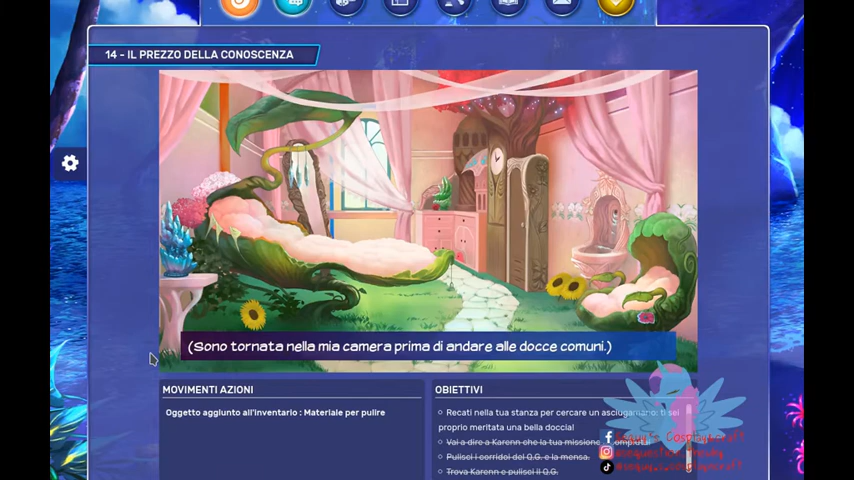 14 - IL PREZZO DELLA CONOSCENZA
(Sono tornata nella mia camera prima di andare alle docce comuni.)
MOVIMENTI AZIONI
Oggetto aggiunto all'inventario : Materiale per pulire
OBIETTIVI
Recati nella tua stanza per cercare un asciugamano: ti sei
proprio meritata una bella doccia!
Vai a dire a Karenn che la tua missione
Pulisci i corridoi del Q.G. e la mensa.
Trova Karenn e pulisci il Q.G.